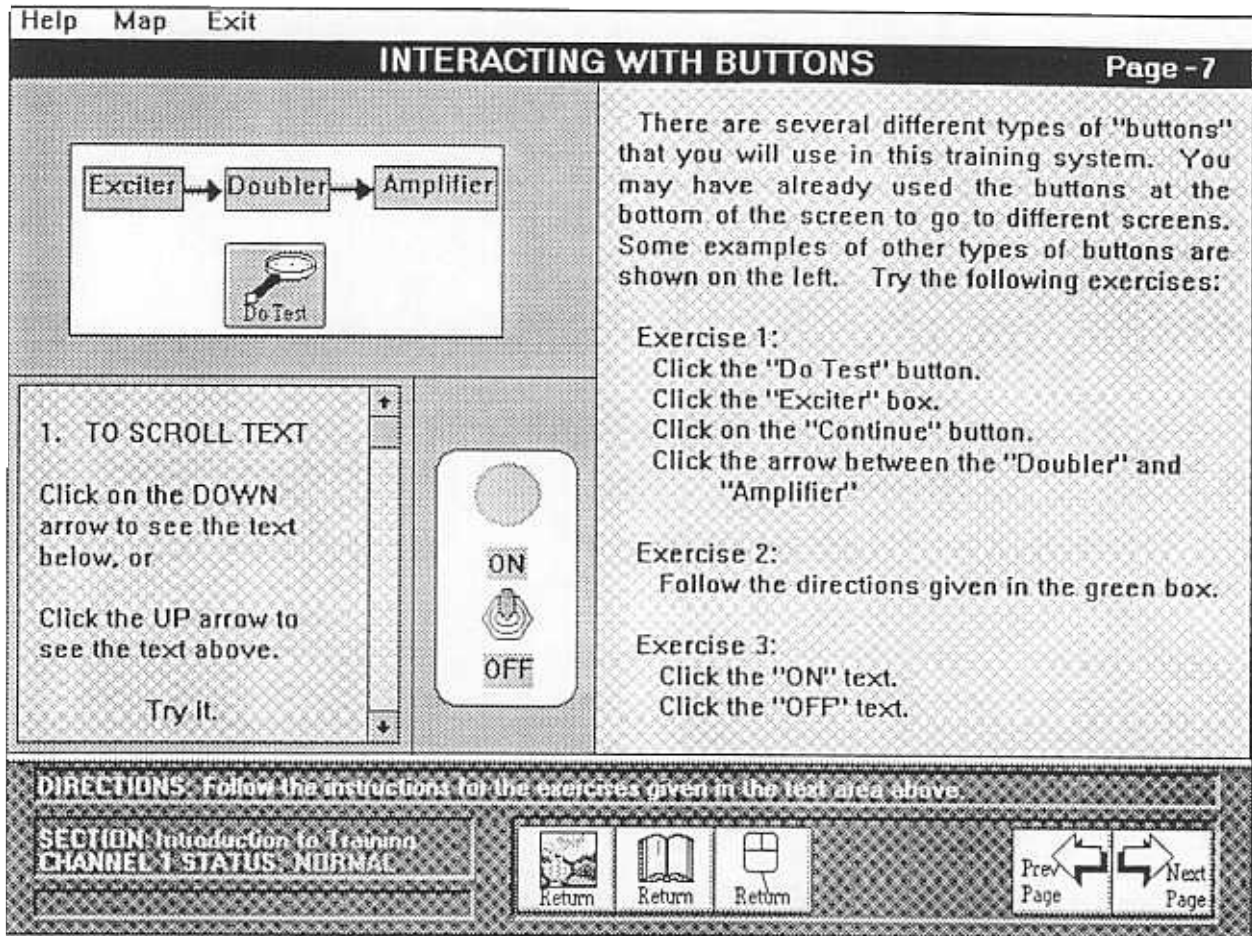 Help Map Exit
INTERACTING WITH BUTTONS Page-7
Exciter Doubler Amplifier
Do Test
1. TO SCROLL TEXT
Click on the DOWN
arrow to see the text
below, or
Click the UP arrow to
see the text above.
Try It.
ON
OFF
There are several different types of "buttons"
that you will use in this training system. You
may have already used the buttons at the
bottom of the screen to go to different screens.
Some examples of other types of buttons are
shown on the left. Try the following exercises:
Exercise 1:
Click the "Do Test" button.
Click the "Exciter" box.
Click on the "Continue" button.
Click the arrow between the "Doubler" and
"Amplifier"
Exercise 2:
Follow the directions given in the green box.
Exercise 3:
Click the "ON" text.
Click the "OFF" text.
DIRECTIONS: Follow the instructions for the exercises given in the text area above.
SECTION: Introduction to Training
CHANNEL 1 STATUS: NORMAL
Return
Return
Return
Prev
Page
Next
Page